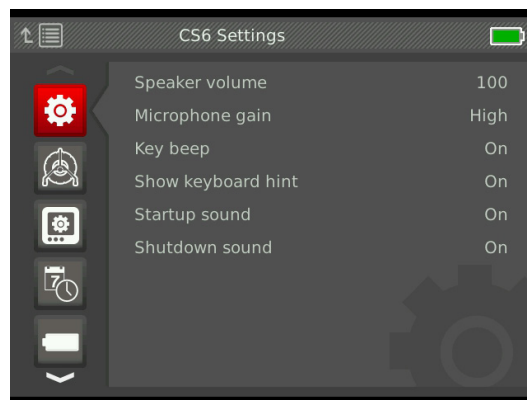 CS6 Settings
Speaker volume 100
Microphone gain High
Key beep On
Show keyboard hint On
Startup sound On
Shutdown sound On
7